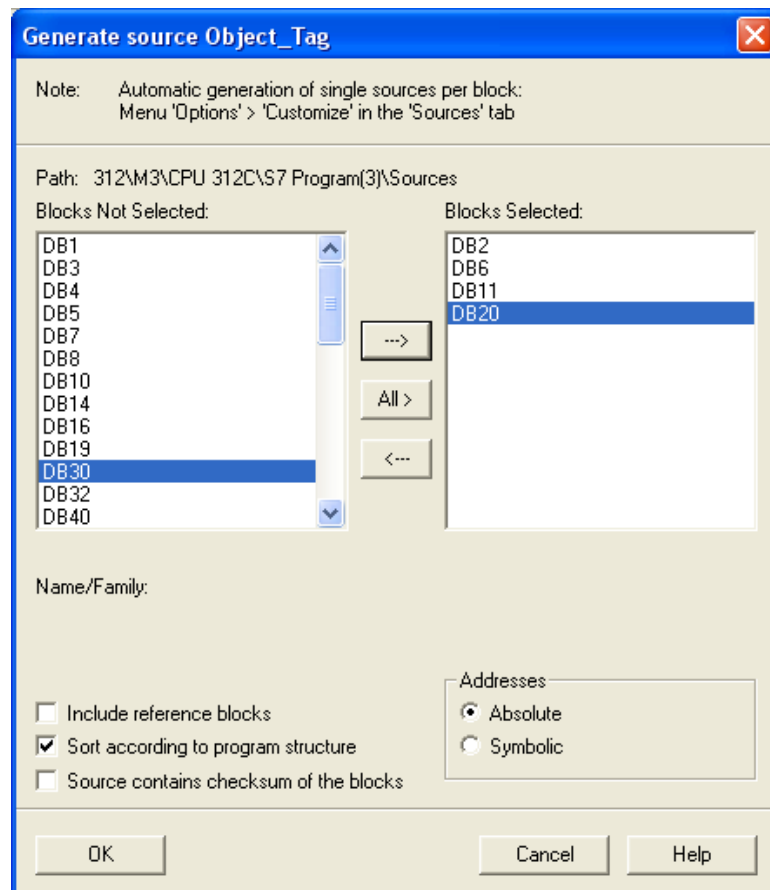 Generate source Object_Tag
Note: Automatic generation of single sources per block:
Menu 'Options' > 'Customize' in the 'Sources' tab
Path: 312\M3\CPU 312C\S7 Program(3)\Sources
Blocks Not Selected:
DB1
DB3
DB4
DB5
DB7
DB8
DB10
DB14
DB16
DB19
DB30
DB32
DB40
--->
All >
<---
Blocks Selected:
DB2
DB6
DB11
DB20
Name/Family:
Include reference blocks
Sort according to program structure
Source contains checksum of the blocks
Addresses
Absolute
Symbolic
OK
Cancel
Help